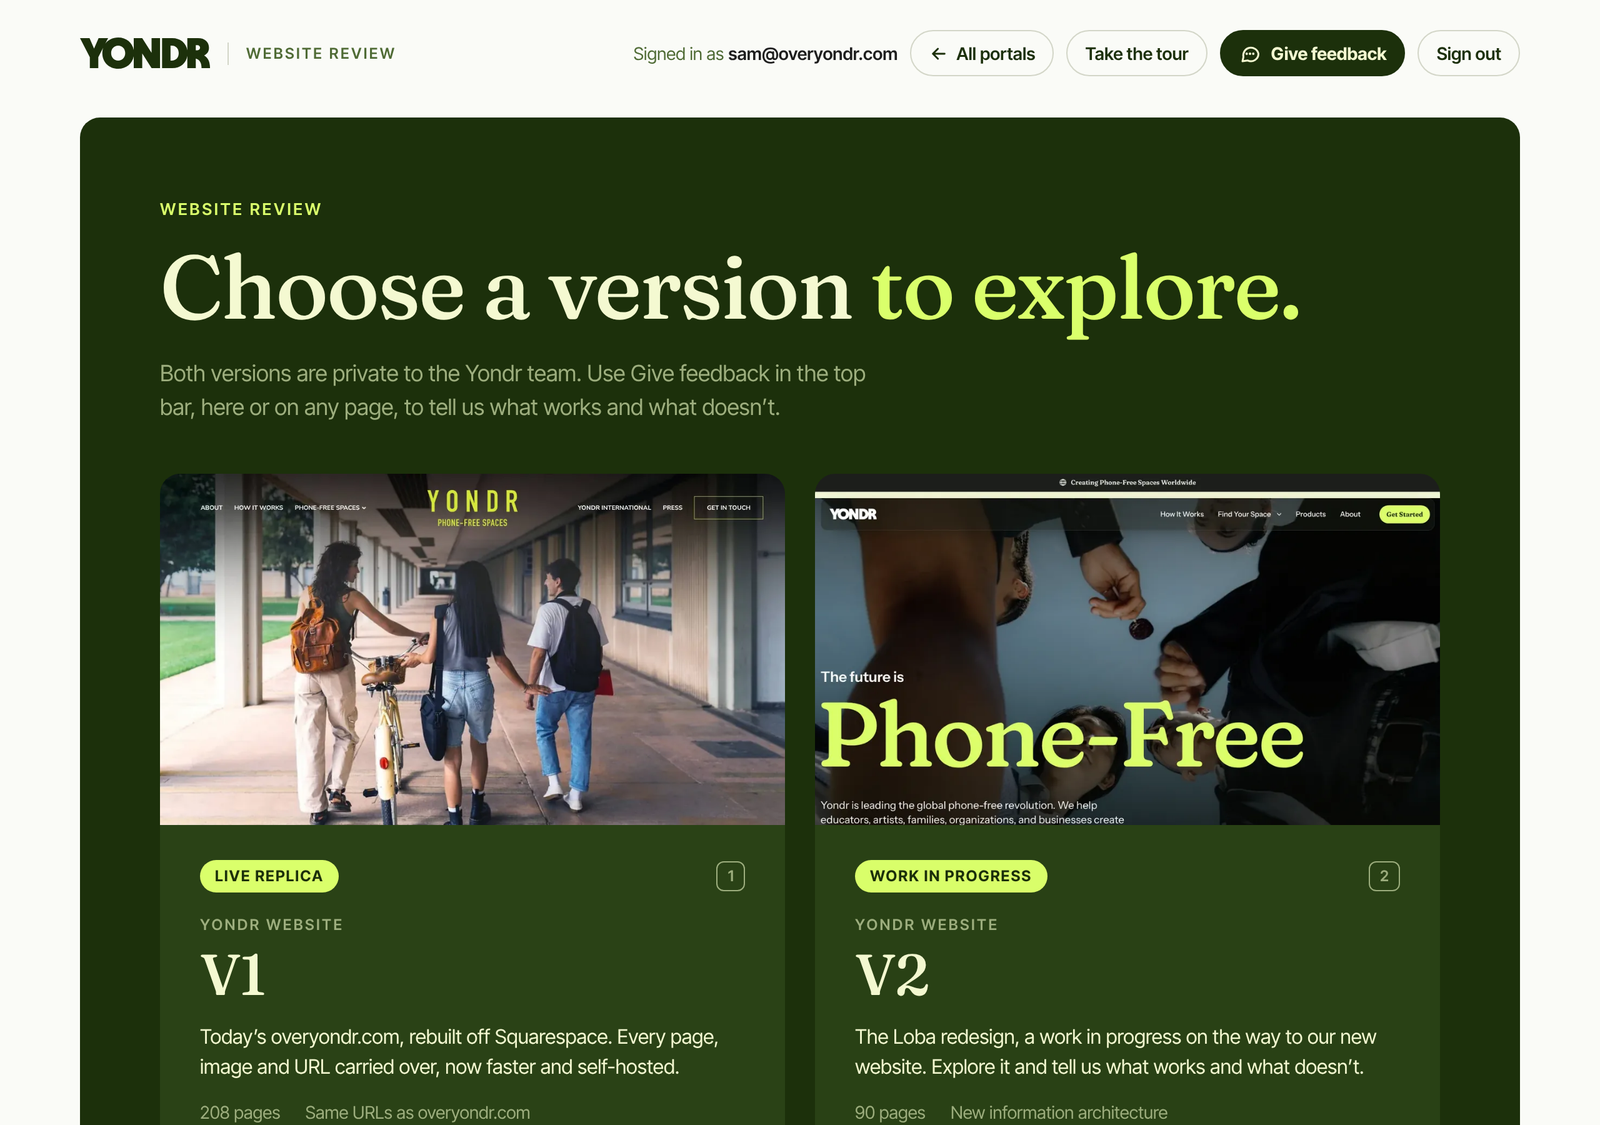 YONDR
WEBSITE REVIEW
Signed in as sam@overyondr.com
All portals
Take the tour
Give feedback
Sign out
WEBSITE REVIEW
Choose a version to explore.
Both versions are private to the Yondr team. Use Give feedback in the top
bar, here or on any page, to tell us what works and what doesn’t.
ABOUT
HOW IT WORKS
PHONE-FREE SPACES
YONDR
PHONE-FREE SPACES
YONDR INTERNATIONAL
PRESS
GET IN TOUCH
LIVE REPLICA
1
YONDR WEBSITE
V1
Today’s overyondr.com, rebuilt off Squarespace. Every page,
image and URL carried over, now faster and self-hosted.
208 pages
Same URLs as overyondr.com
Creating Phone-Free Spaces Worldwide
YONDR
How It Works
Find Your Space
Products
About
Get Started
The future is
Phone-Free
Yondr is leading the global phone-free revolution. We help
educators, artists, families, organizations, and businesses create
WORK IN PROGRESS
2
YONDR WEBSITE
V2
The Loba redesign, a work in progress on the way to our new
website. Explore it and tell us what works and what doesn’t.
90 pages
New information architecture